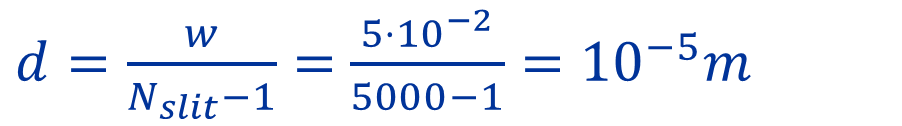 d = w / (N_slit − 1) = 5·10^−2 / (5000 − 1) = 10^−5 m